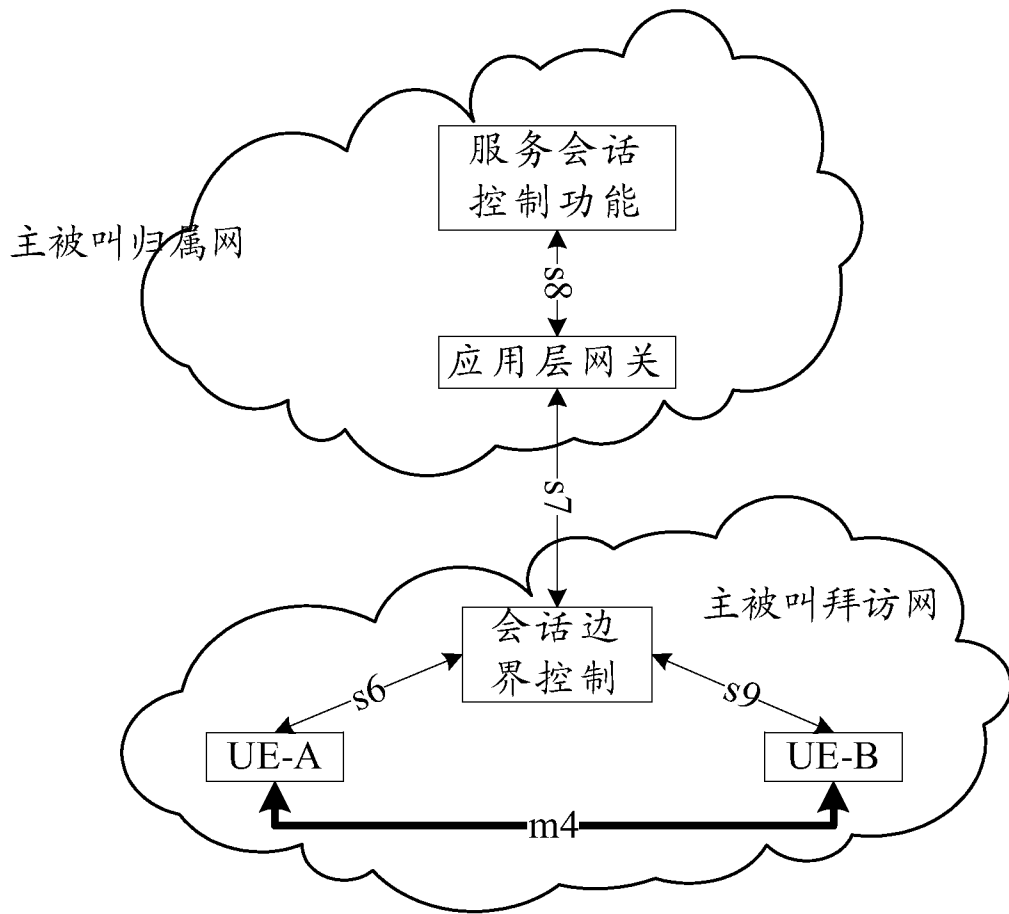 服务会话
控制功能
主被叫归属网
s8
应用层网关
s7
主被叫拜访网
会话边
界控制
s6
s9
UE-A
UE-B
m4